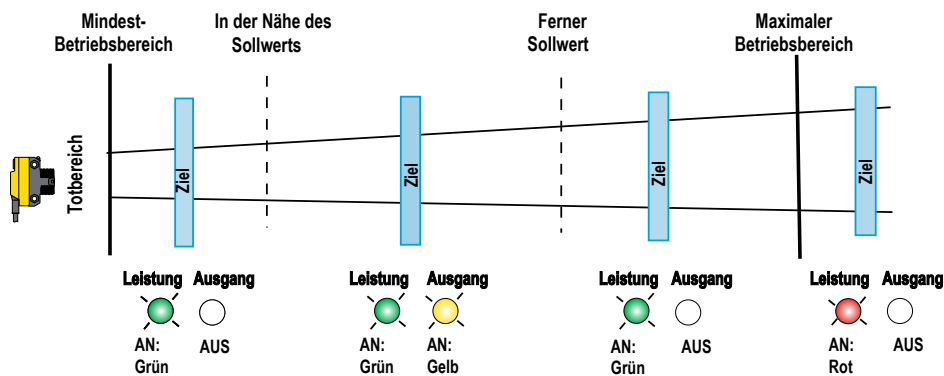 Mindest-
Betriebsbereich
In der Nähe des
Sollwerts
Ferner
Sollwert
Maximaler
Betriebsbereich
Totbereich
Ziel
Ziel
Ziel
Ziel
Leistung Ausgang
AN:
Grün
AUS
Leistung Ausgang
AN:
Grün
AN:
Gelb
Leistung Ausgang
AN:
Grün
AUS
Leistung Ausgang
AN:
Rot
AUS